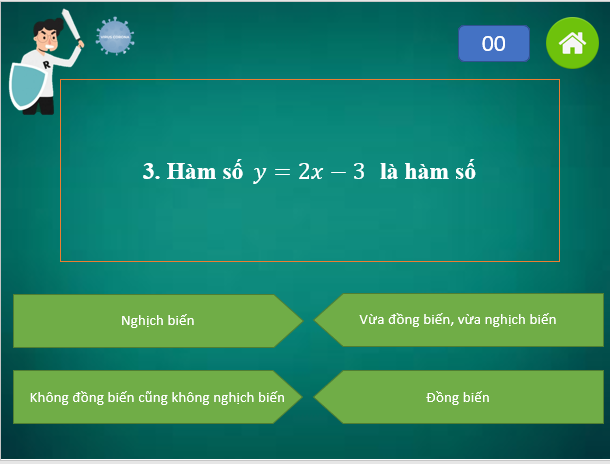 00
R
3. Hàm số y = 2x − 3 là hàm số
Nghịch biến
Vừa đồng biến, vừa nghịch biến
Không đồng biến cũng không nghịch biến
Đồng biến